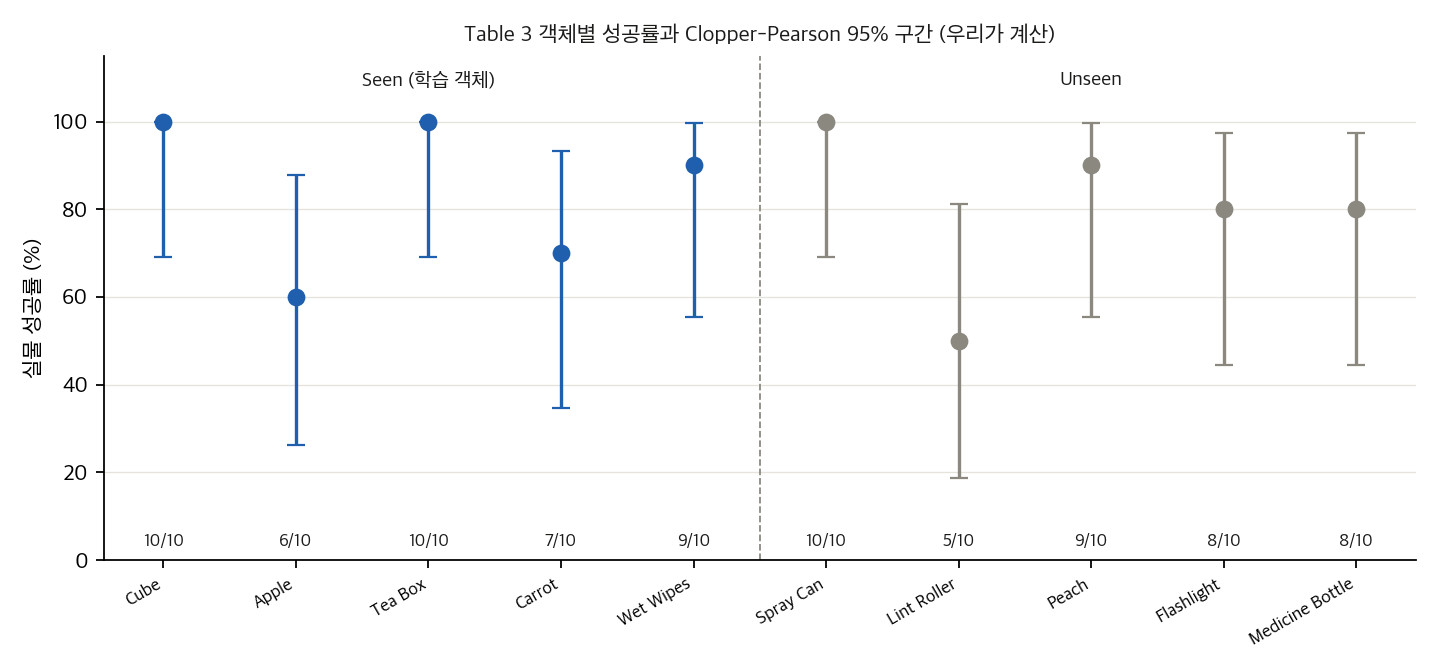 Table 3 객체별 성공률과 Clopper–Pearson 95% 구간 (우리가 계산)
Seen (학습 객체)
Unseen
실물 성공률 (%)
100
80
60
40
20
0
10/10
6/10
10/10
7/10
9/10
10/10
5/10
9/10
8/10
8/10
Cube
Apple
Tea Box
Carrot
Wet Wipes
Spray Can
Lint Roller
Peach
Flashlight
Medicine Bottle